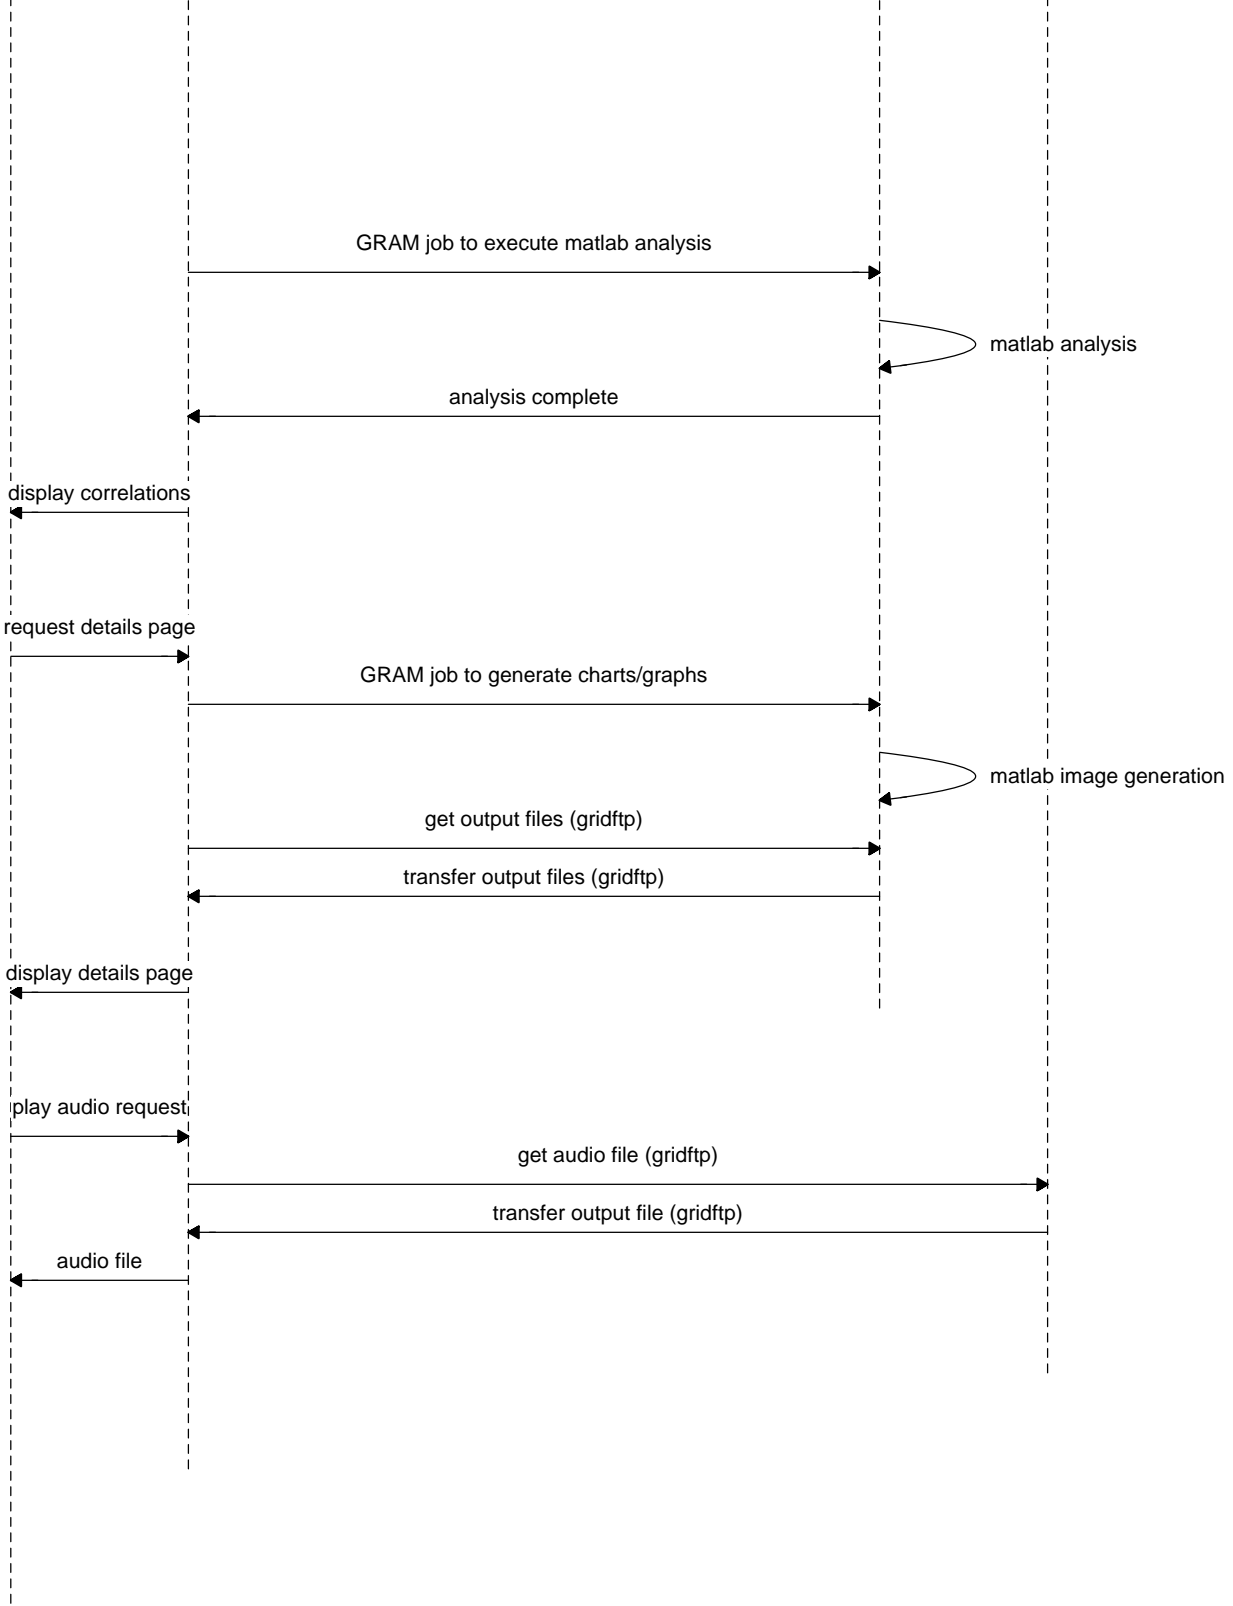 GRAM job to execute matlab analysis
matlab analysis
analysis complete
display correlations
request details page
GRAM job to generate charts/graphs
matlab image generation
get output files (gridftp)
transfer output files (gridftp)
display details page
play audio request
get audio file (gridftp)
transfer output file (gridftp)
audio file